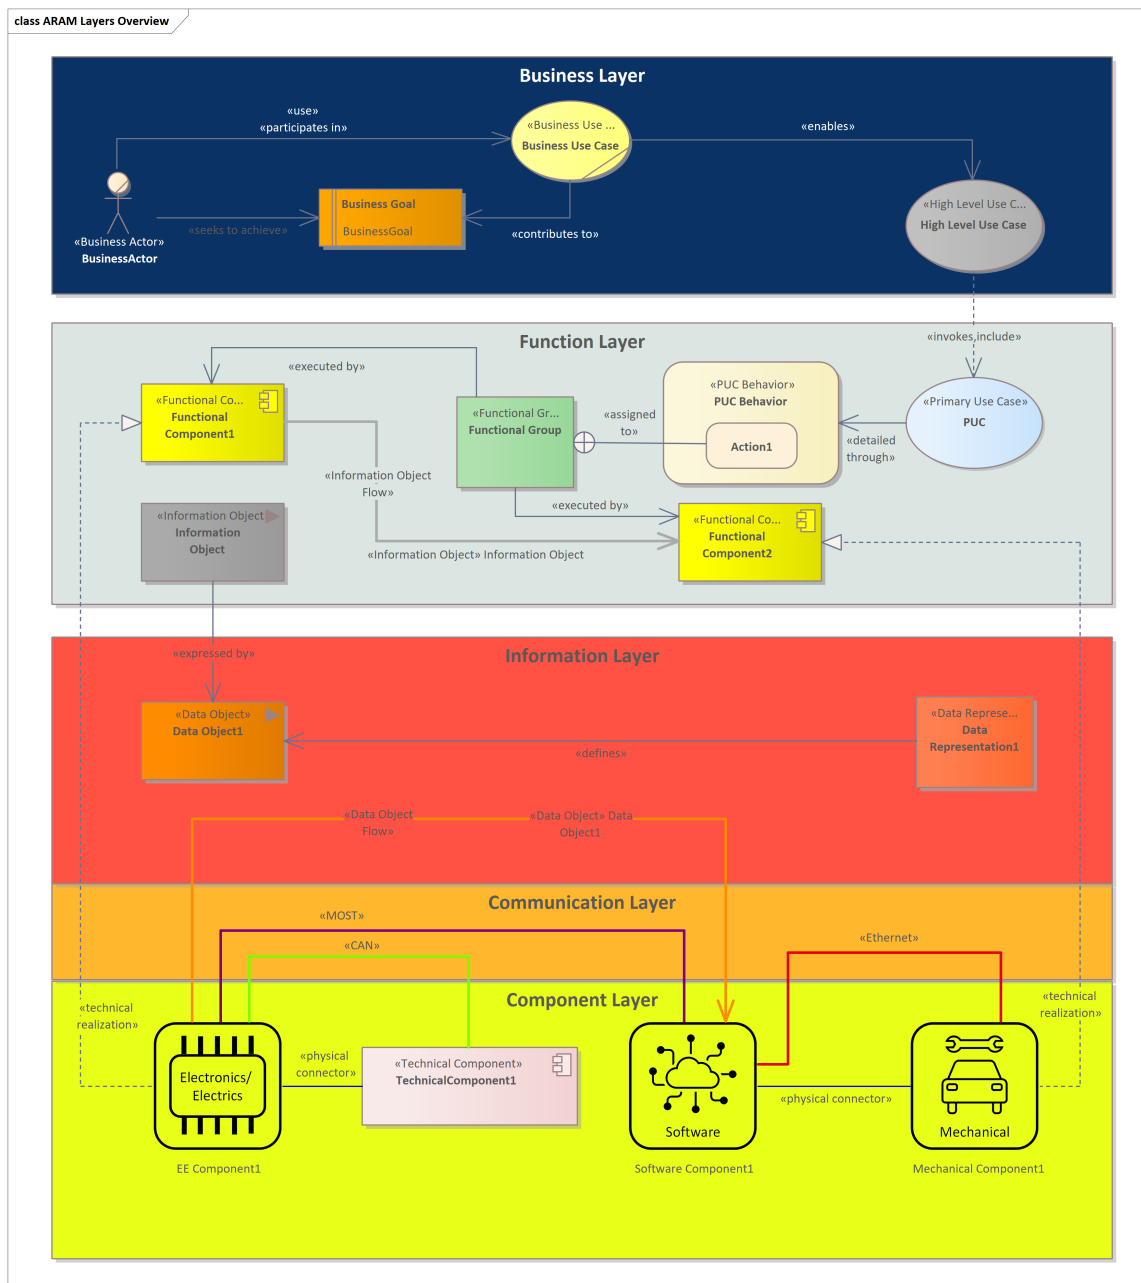 class ARAM Layers Overview
Business Layer
«use»
«participates in»
«Business Use ...
Business Use Case
«enables»
Business Goal
BusinessGoal
«seeks to achieve»
«contributes to»
«High Level Use C...
High Level Use Case
«Business Actor»
BusinessActor
Function Layer
«invokes,include»
«executed by»
«Functional Co...
Functional
Component1
«Functional Gr...
Functional Group
«assigned
to»
«PUC Behavior»
PUC Behavior
Action1
«Primary Use Case»
PUC
«detailed
through»
«Information Object
Flow»
«Information Object»
Information
Object
«executed by»
«Information Object» Information Object
«Functional Co...
Functional
Component2
«expressed by»
Information Layer
«Data Object»
Data Object1
«defines»
«Data Represe...
Data
Representation1
«Data Object
Flow»
«Data Object» Data
Object1
Communication Layer
«MOST»
«CAN»
«Ethernet»
Component Layer
«technical
realization»
«technical
realization»
Electronics/
Electrics
EE Component1
«physical
connector»
«Technical Component»
TechnicalComponent1
Software
Software Component1
«physical connector»
Mechanical
Mechanical Component1